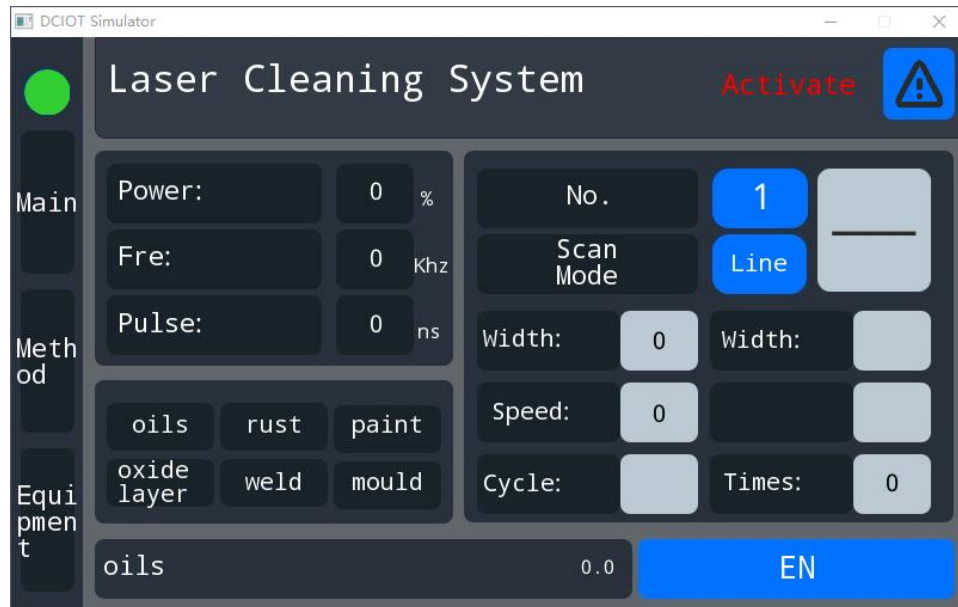 DCIOT Simulator
Laser Cleaning System
Activate
Main
Meth
od
Equi
pmen
t
Power:
0
%
Fre:
0
Khz
Pulse:
0
ns
oils
rust
paint
oxide
layer
weld
mould
No.
1
Scan
Mode
Line
Width:
0
Width:
Speed:
0
Cycle:
Times:
0
oils
0.0
EN